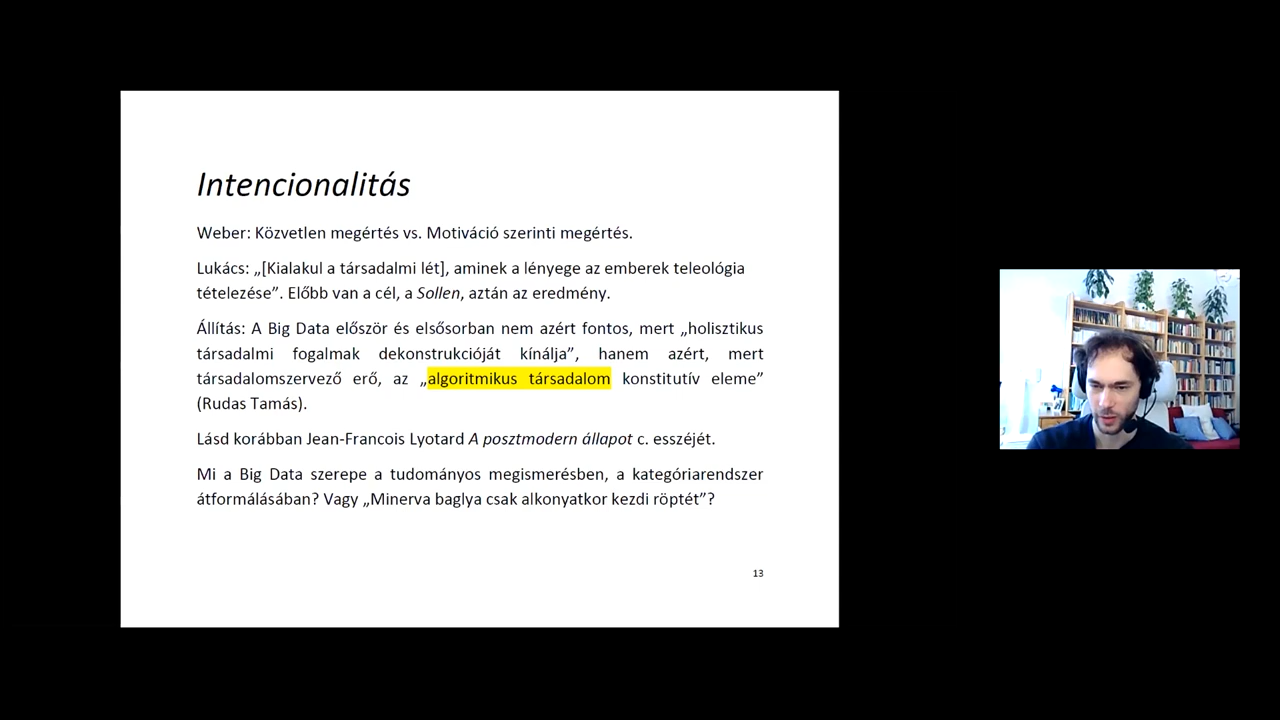 Intencionalitás
Weber: Közvetlen megértés vs. Motiváció szerinti megértés.
Lukács: „[Kialakul a társadalmi lét], aminek a lényege az emberek teleológia
tételezése”. Előbb van a cél, a Sollen, aztán az eredmény.
Állítás: A Big Data először és elsősorban nem azért fontos, mert „holisztikus
társadalmi fogalmak dekonstrukcióját kínálja”, hanem azért, mert
társadalomszervező erő, az „algoritmikus társadalom konstitutív eleme”
(Rudas Tamás).
Lásd korábban Jean-Francois Lyotard A posztmodern állapot c. esszéjét.
Mi a Big Data szerepe a tudományos megismerésben, a kategóriarendszer
átformálásában? Vagy „Minerva baglya csak alkonyatkor kezdi röptét”?
13